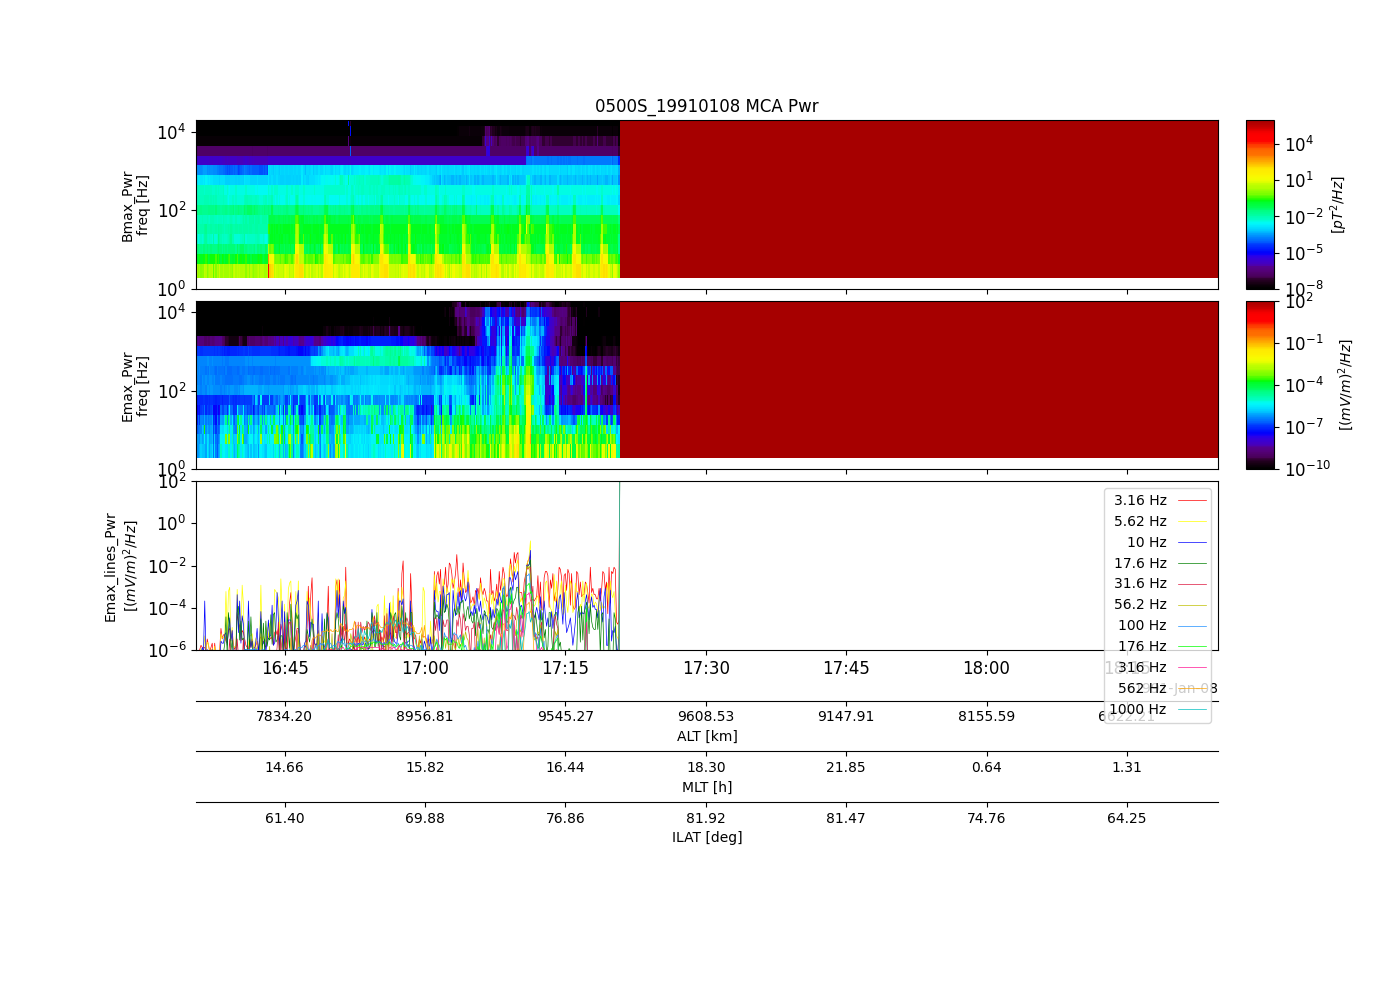 0500S_19910108 MCA Pwr
10^4
10^2
10^0
Bmax_Pwr
freq [Hz]
10^4
10^1
10^-2
10^-5
10^-8
[pT^2/Hz]
10^4
10^2
10^0
Emax_Pwr
freq [Hz]
10^2
10^-1
10^-4
10^-7
10^-10
[(mV/m)^2/Hz]
10^2
10^0
10^-2
10^-4
10^-6
Emax_lines_Pwr
[(mV/m)^2/Hz]
3.16 Hz
5.62 Hz
10 Hz
17.6 Hz
31.6 Hz
56.2 Hz
100 Hz
176 Hz
316 Hz
562 Hz
1000 Hz
16:45 17:00 17:15 17:30 17:45 18:00 18:15
-Jan-08
7834.20 8956.81 9545.27 9608.53 9147.91 8155.59 6622.21
ALT [km]
14.66 15.82 16.44 18.30 21.85 0.64 1.31
MLT [h]
61.40 69.88 76.86 81.92 81.47 74.76 64.25
ILAT [deg]